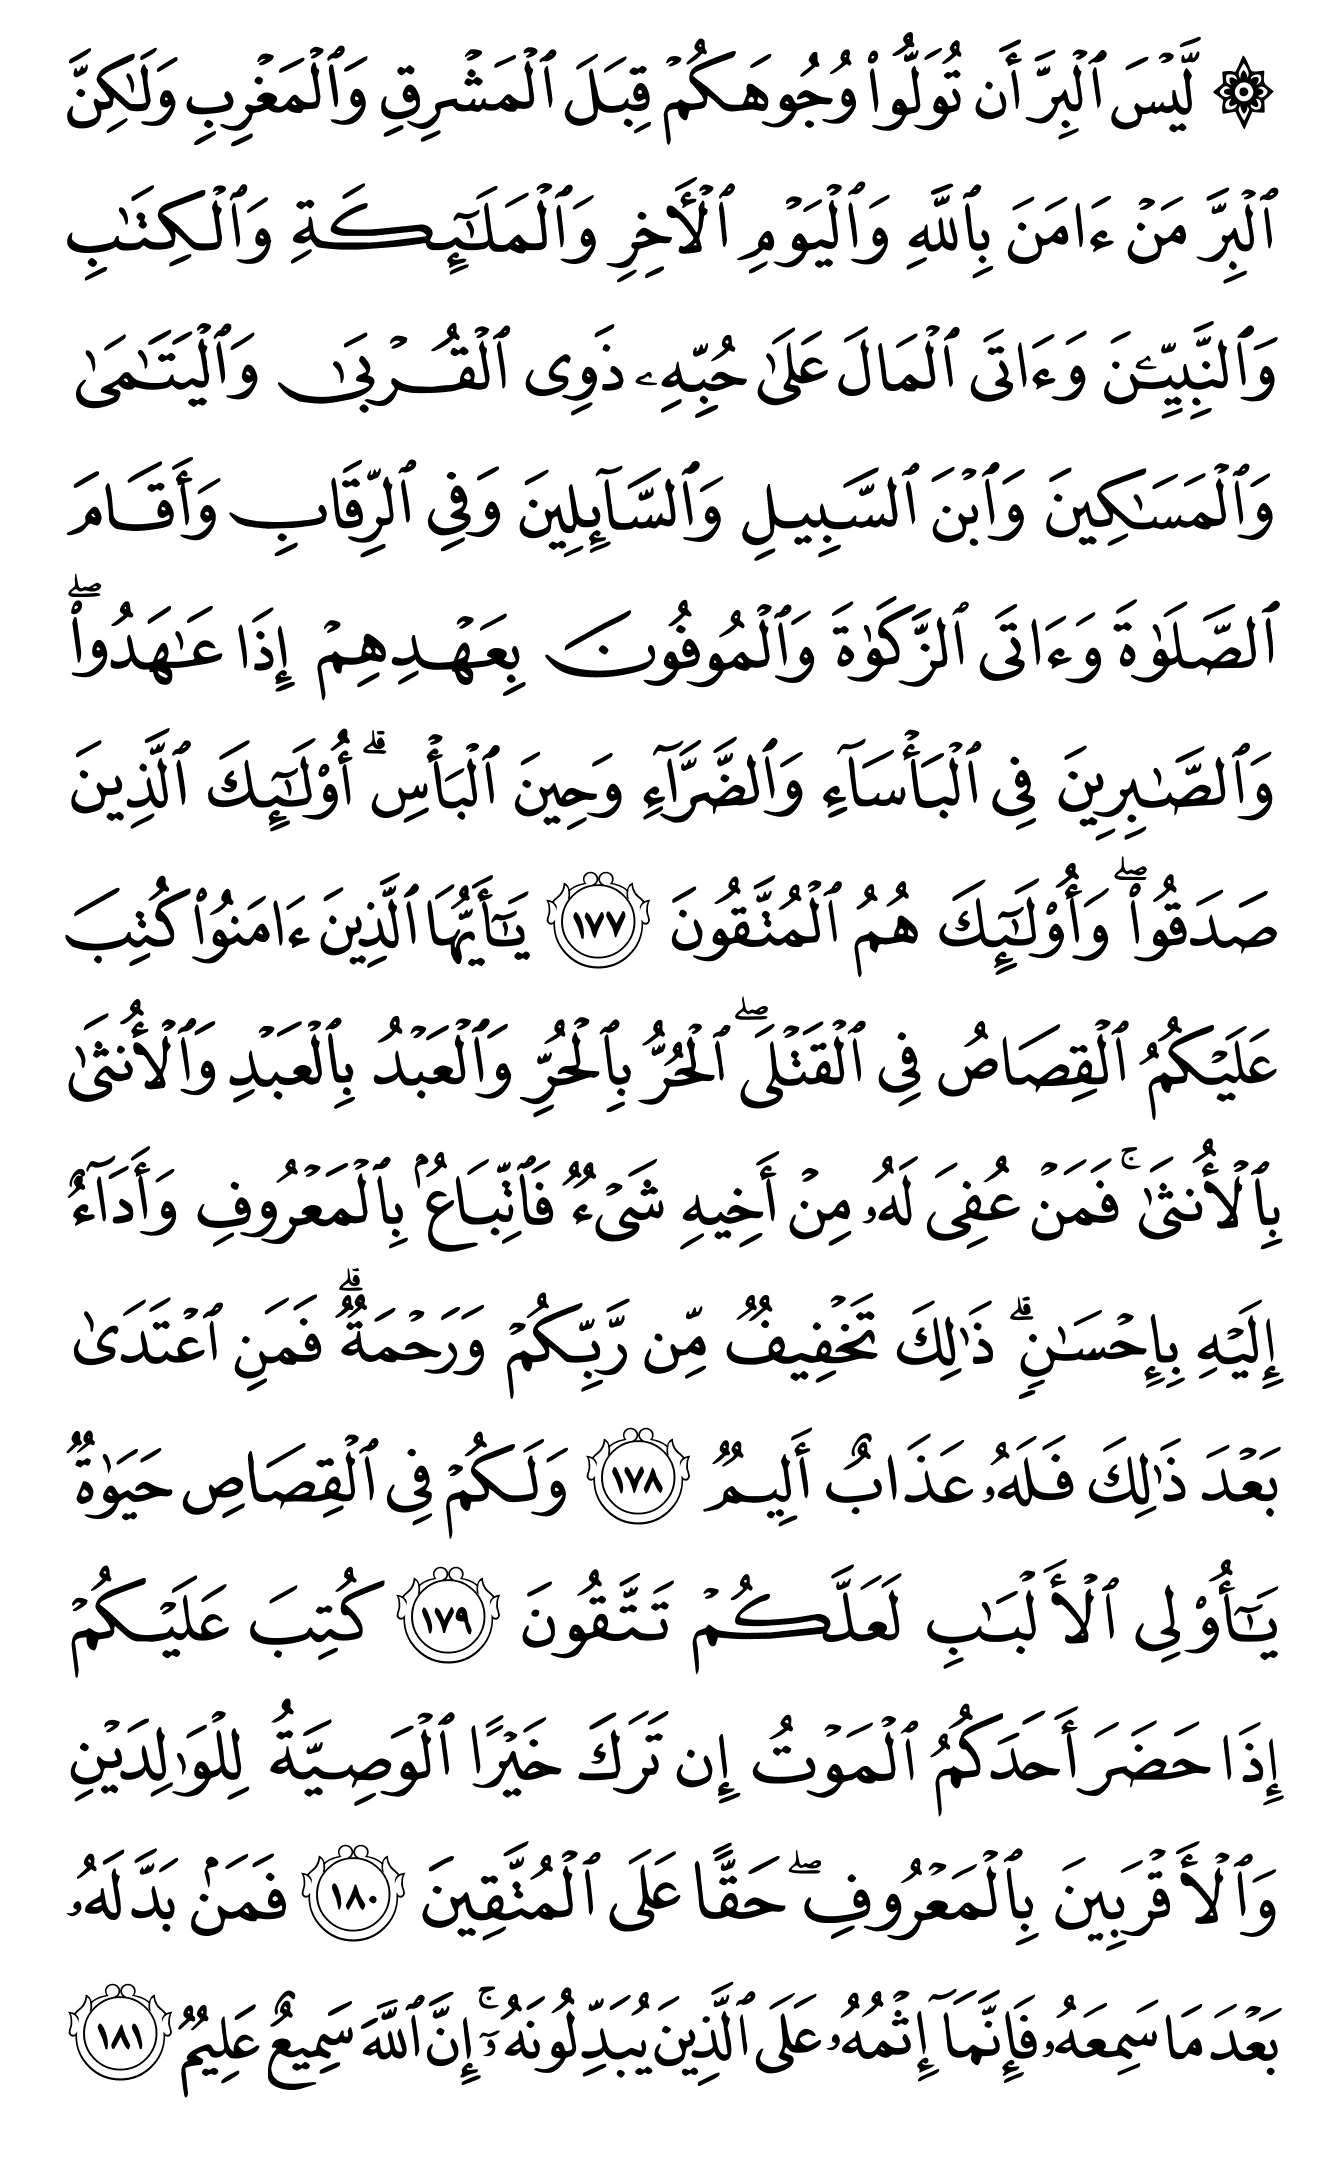 ۞ لَّيۡسَ ٱلۡبِرَّ أَن تُوَلُّواْ وُجُوهَكُمۡ قِبَلَ ٱلۡمَشۡرِقِ وَٱلۡمَغۡرِبِ وَلَٰكِنَّ
ٱلۡبِرَّ مَنۡ ءَامَنَ بِٱللَّهِ وَٱلۡيَوۡمِ ٱلۡأٓخِرِ وَٱلۡمَلَٰٓئِكَةِ وَٱلۡكِتَٰبِ
وَٱلنَّبِيِّـۧنَ وَءَاتَى ٱلۡمَالَ عَلَىٰ حُبِّهِۦ ذَوِي ٱلۡقُرۡبَىٰ وَٱلۡيَتَٰمَىٰ
وَٱلۡمَسَٰكِينَ وَٱبۡنَ ٱلسَّبِيلِ وَٱلسَّآئِلِينَ وَفِي ٱلرِّقَابِ وَأَقَامَ
ٱلصَّلَوٰةَ وَءَاتَى ٱلزَّكَوٰةَ وَٱلۡمُوفُونَ بِعَهۡدِهِمۡ إِذَا عَٰهَدُواْۖ
وَٱلصَّٰبِرِينَ فِي ٱلۡبَأۡسَآءِ وَٱلضَّرَّآءِ وَحِينَ ٱلۡبَأۡسِۗ أُوْلَٰٓئِكَ ٱلَّذِينَ
صَدَقُواْۖ وَأُوْلَٰٓئِكَ هُمُ ٱلۡمُتَّقُونَ ١٧٧ يَٰٓأَيُّهَا ٱلَّذِينَ ءَامَنُواْ كُتِبَ
عَلَيۡكُمُ ٱلۡقِصَاصُ فِي ٱلۡقَتۡلَىۖ ٱلۡحُرُّ بِٱلۡحُرِّ وَٱلۡعَبۡدُ بِٱلۡعَبۡدِ وَٱلۡأُنثَىٰ
بِٱلۡأُنثَىٰۚ فَمَنۡ عُفِيَ لَهُۥ مِنۡ أَخِيهِ شَيۡءٞ فَٱتِّبَاعُۢ بِٱلۡمَعۡرُوفِ وَأَدَآءٌ
إِلَيۡهِ بِإِحۡسَٰنٖۗ ذَٰلِكَ تَخۡفِيفٞ مِّن رَّبِّكُمۡ وَرَحۡمَةٞۗ فَمَنِ ٱعۡتَدَىٰ
بَعۡدَ ذَٰلِكَ فَلَهُۥ عَذَابٌ أَلِيمٞ ١٧٨ وَلَكُمۡ فِي ٱلۡقِصَاصِ حَيَوٰةٞ
يَٰٓأُوْلِي ٱلۡأَلۡبَٰبِ لَعَلَّكُمۡ تَتَّقُونَ ١٧٩ كُتِبَ عَلَيۡكُمۡ
إِذَا حَضَرَ أَحَدَكُمُ ٱلۡمَوۡتُ إِن تَرَكَ خَيۡرًا ٱلۡوَصِيَّةُ لِلۡوَٰلِدَيۡنِ
وَٱلۡأَقۡرَبِينَ بِٱلۡمَعۡرُوفِۖ حَقًّا عَلَى ٱلۡمُتَّقِينَ ١٨٠ فَمَنۢ بَدَّلَهُۥ
بَعۡدَ مَا سَمِعَهُۥ فَإِنَّمَآ إِثۡمُهُۥ عَلَى ٱلَّذِينَ يُبَدِّلُونَهُۥٓۚ إِنَّ ٱللَّهَ سَمِيعٌ عَلِيمٞ ١٨١